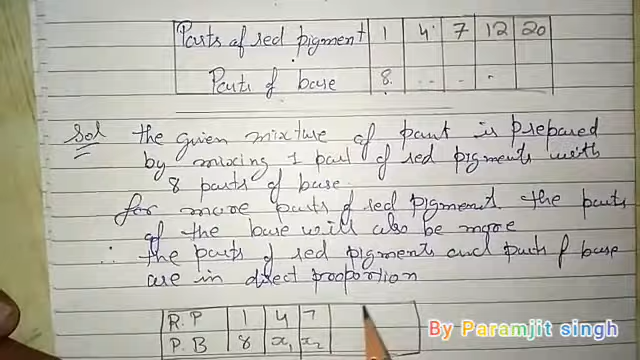 Parts of red pigment 1 4 7 12 20
Parts of base 8 .. - -
Sol the given mixture of paint is prepared
by mixing 1 part of red pigments with
8 parts of base.
for more parts of red pigment the parts
of the base will also be more
∴ the parts of red pigments and parts of base
are in direct proportion
R.P 1 4 7
P.B 8 x₁ x₂
By Paramjit singh